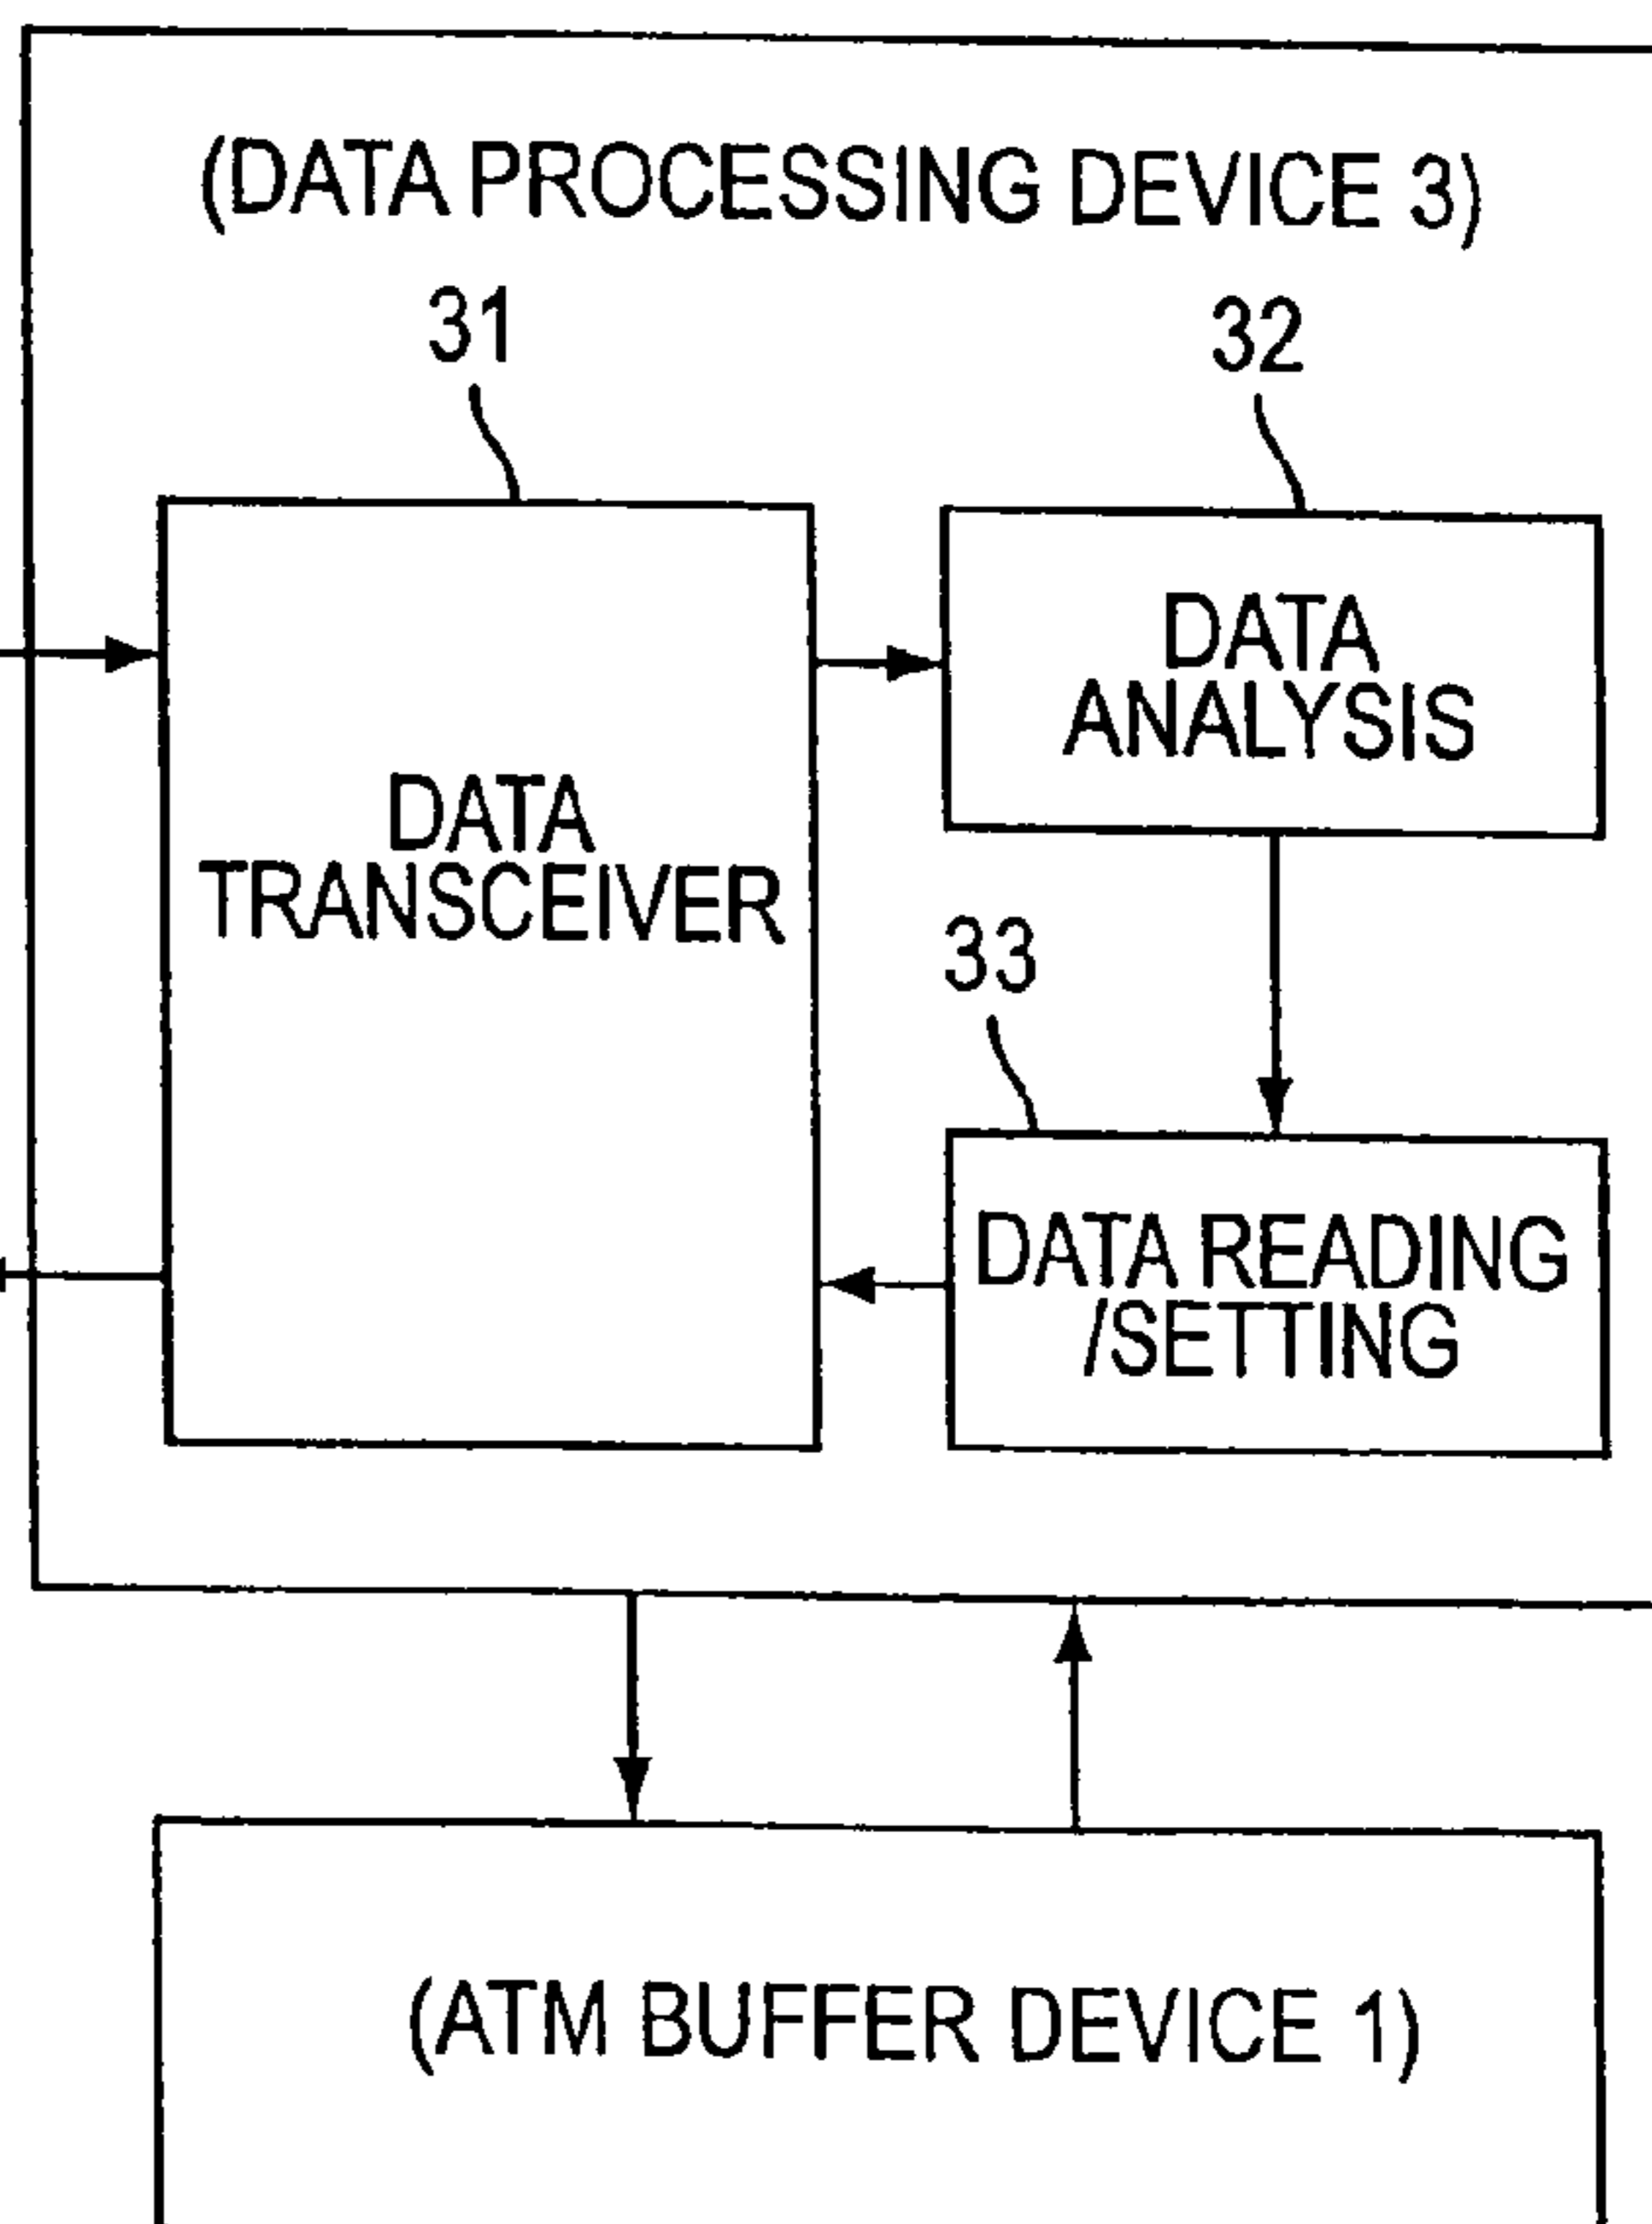 (DATA PROCESSING DEVICE 3)
31
32
DATA
ANALYSIS
DATA
TRANSCEIVER
33
DATA READING
/SETTING
(ATM BUFFER DEVICE 1)